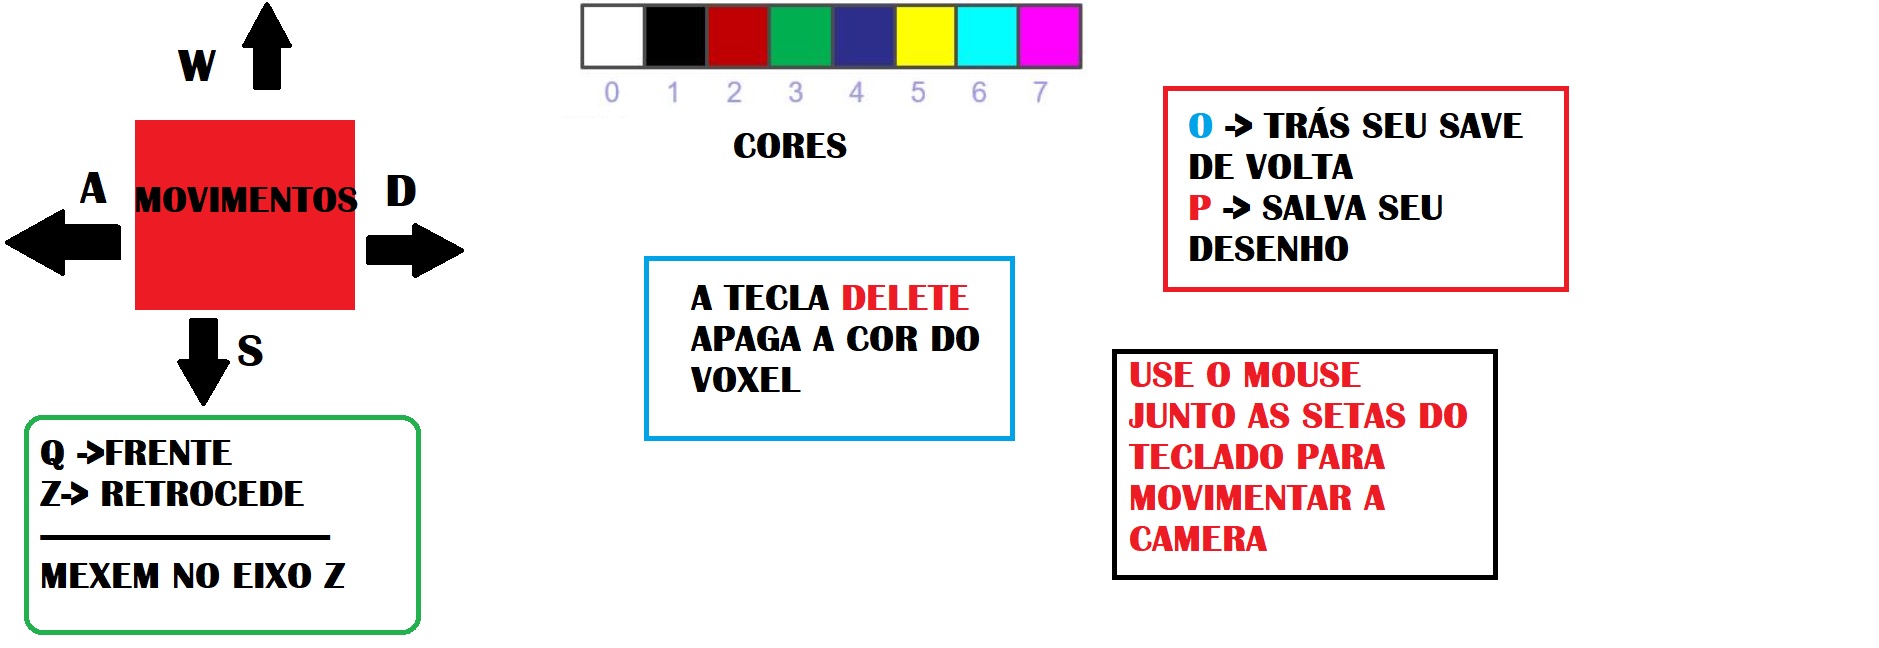 W
A
MOVIMENTOS
D
S
Q ->FRENTE
Z-> RETROCEDE
MEXEM NO EIXO Z
0 1 2 3 4 5 6 7
CORES
A TECLA DELETE
APAGA A COR DO
VOXEL
O -> TRÁS SEU SAVE
DE VOLTA
P -> SALVA SEU
DESENHO
USE O MOUSE
JUNTO AS SETAS DO
TECLADO PARA
MOVIMENTAR A
CAMERA